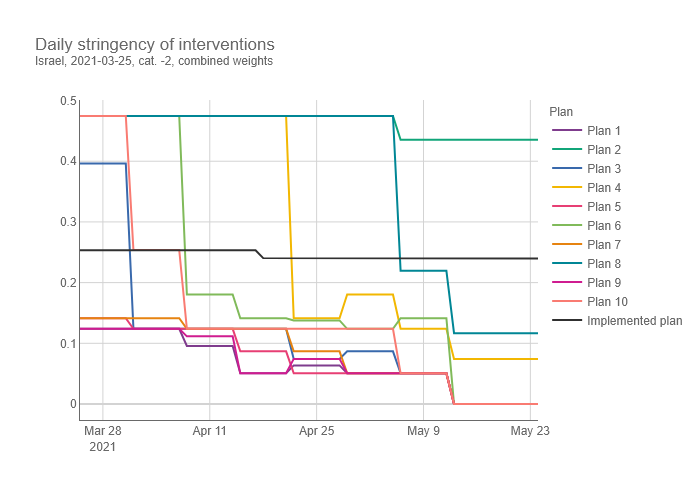 Daily stringency of interventions
Israel, 2021-03-25, cat. -2, combined weights
0.5
0.4
0.3
0.2
0.1
0
Mar 28
2021
Apr 11
Apr 25
May 9
May 23
Plan
Plan 1
Plan 2
Plan 3
Plan 4
Plan 5
Plan 6
Plan 7
Plan 8
Plan 9
Plan 10
Implemented plan